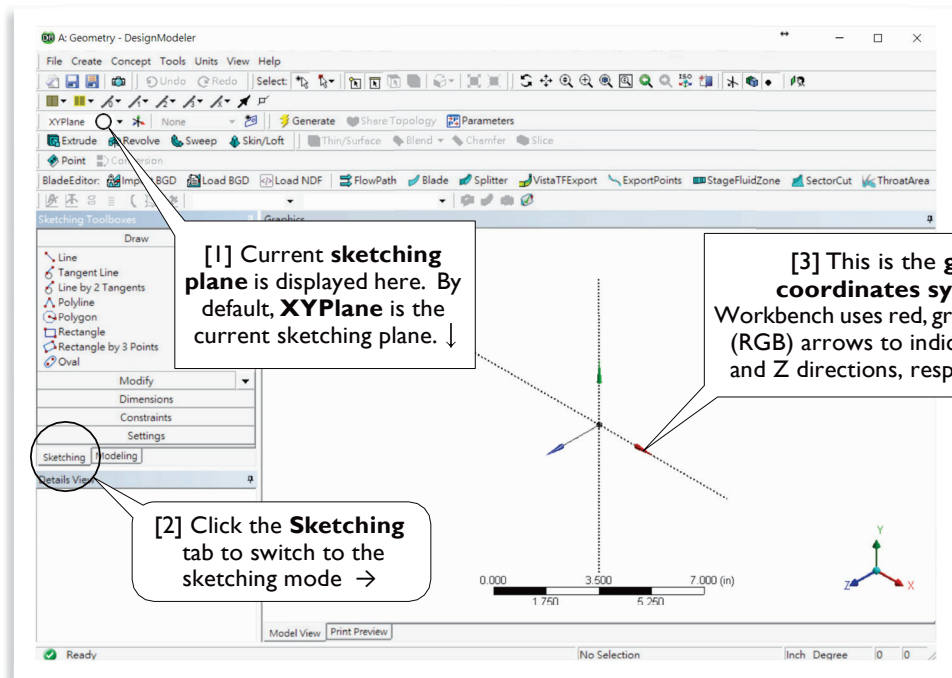 A: Geometry - DesignModeler
File Create Concept Tools Units View Help
Undo Redo Select:
XYPlane None Generate Share Topology Parameters
Extrude Revolve Sweep Skin/Loft Thin/Surface Blend Chamfer Slice
Point
BladeEditor: BGD Load BGD Load NDF FlowPath Blade Splitter VistaTFExport ExportPoints StageFluidZone SectorCut ThroatArea
Sketching Toolboxes Graphics
Draw
Line
Tangent Line
Line by 2 Tangents
Polyline
Polygon
Rectangle
Rectangle by 3 Points
Oval
Modify
Dimensions
Constraints
Settings
Sketching Modeling
Details View
[1] Current sketching
plane is displayed here. By
default, XYPlane is the
current sketching plane. ↓
[3] This is the
coordinates
Workbench uses red,
(RGB) arrows to
and Z directions,
[2] Click the Sketching
tab to switch to the
sketching mode →
0.000 3.500 7.000 (in)
1.750 5.250
Y
Z X
Model View Print Preview
Ready No Selection Inch Degree 0 0